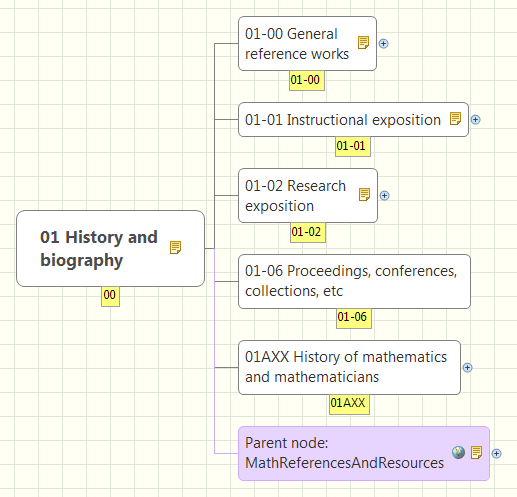 01-00 General
reference works
01-00
01-01 Instructional exposition
01-01
01-02 Research
exposition
01-02
01 History and
biography
00
01-06 Proceedings, conferences,
collections, etc
01-06
01AXX History of mathematics
and mathematicians
01AXX
Parent node:
MathReferencesAndResources